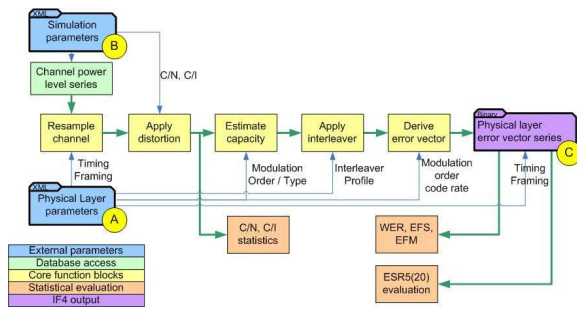 XML
Simulation
parameters
B
C/N, C/I
Channel power
level series
Resample
channel
Apply
distortion
Estimate
capacity
Apply
interleaver
Derive
error vector
Binary
Physical layer
error vector series
C
Timing
Framing
Modulation
Order / Type
Interleaver
Profile
Modulation
order
code rate
Timing
Framing
XML
Physical Layer
parameters
A
C/N, C/I
statistics
WER, EFS,
EFM
ESR5(20)
evaluation
External parameters
Database access
Core function blocks
Statistical evaluation
IF4 output